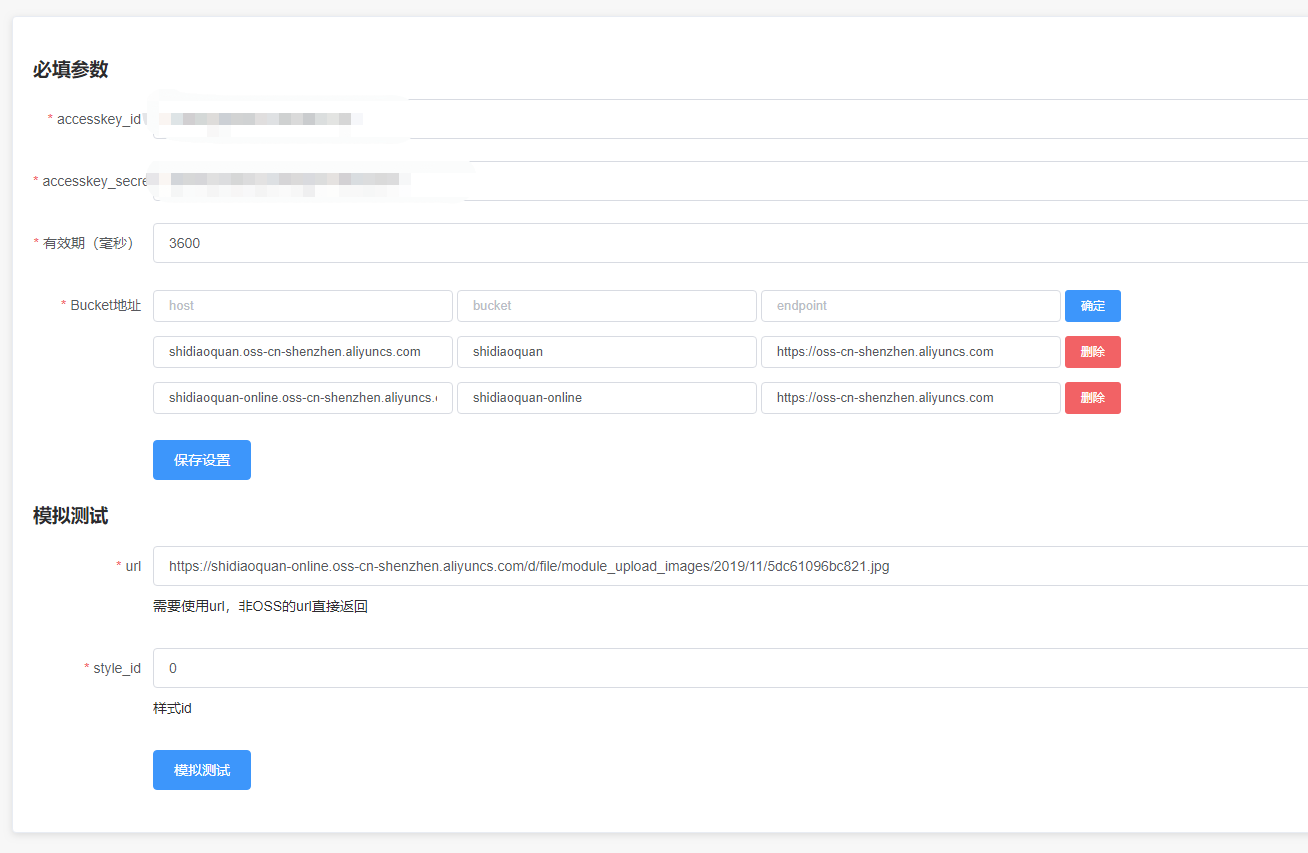 必填参数
* accesskey_id
* accesskey_secre
* 有效期（毫秒） 3600
* Bucket地址 host bucket endpoint 确定
shidiaoquan.oss-cn-shenzhen.aliyuncs.com shidiaoquan https://oss-cn-shenzhen.aliyuncs.com 删除
shidiaoquan-online.oss-cn-shenzhen.aliyuncs. shidiaoquan-online https://oss-cn-shenzhen.aliyuncs.com 删除
保存设置
模拟测试
* url https://shidiaoquan-online.oss-cn-shenzhen.aliyuncs.com/d/file/module_upload_images/2019/11/5dc61096bc821.jpg
需要使用url，非OSS的url直接返回
* style_id 0
样式id
模拟测试